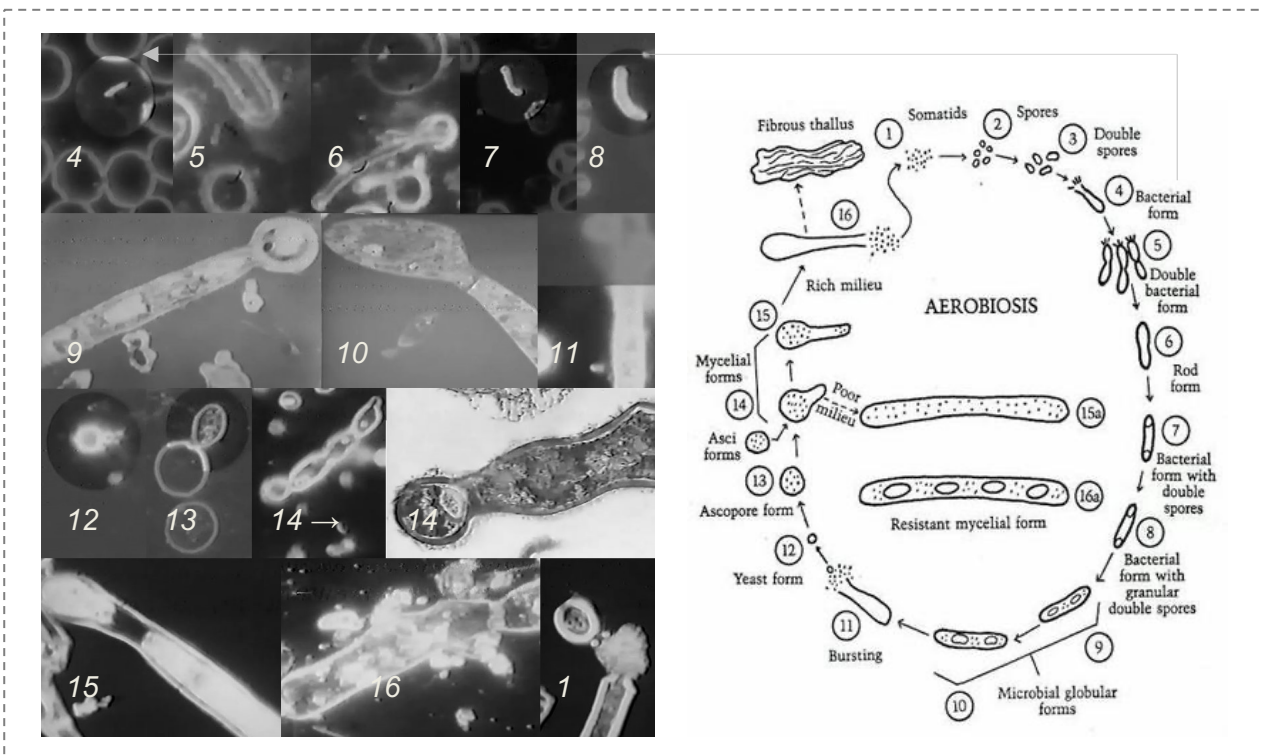 4
5
6
7
8
9
10
11
12
13
14 →
14
15
16
1
Fibrous thallus
1
Somatids
2
Spores
3
Double
spores
4
Bacterial
form
5
Double
bacterial
form
6
Rod
form
7
Bacterial
form with
double
spores
8
Bacterial
form with
granular
double spores
9
Microbial globular
forms
10
11
Bursting
12
Yeast form
13
Ascopore form
Asci
forms
14
Mycelial
forms
15
16
Rich milieu
AEROBIOSIS
Poor
milieu
15a
16a
Resistant mycelial form